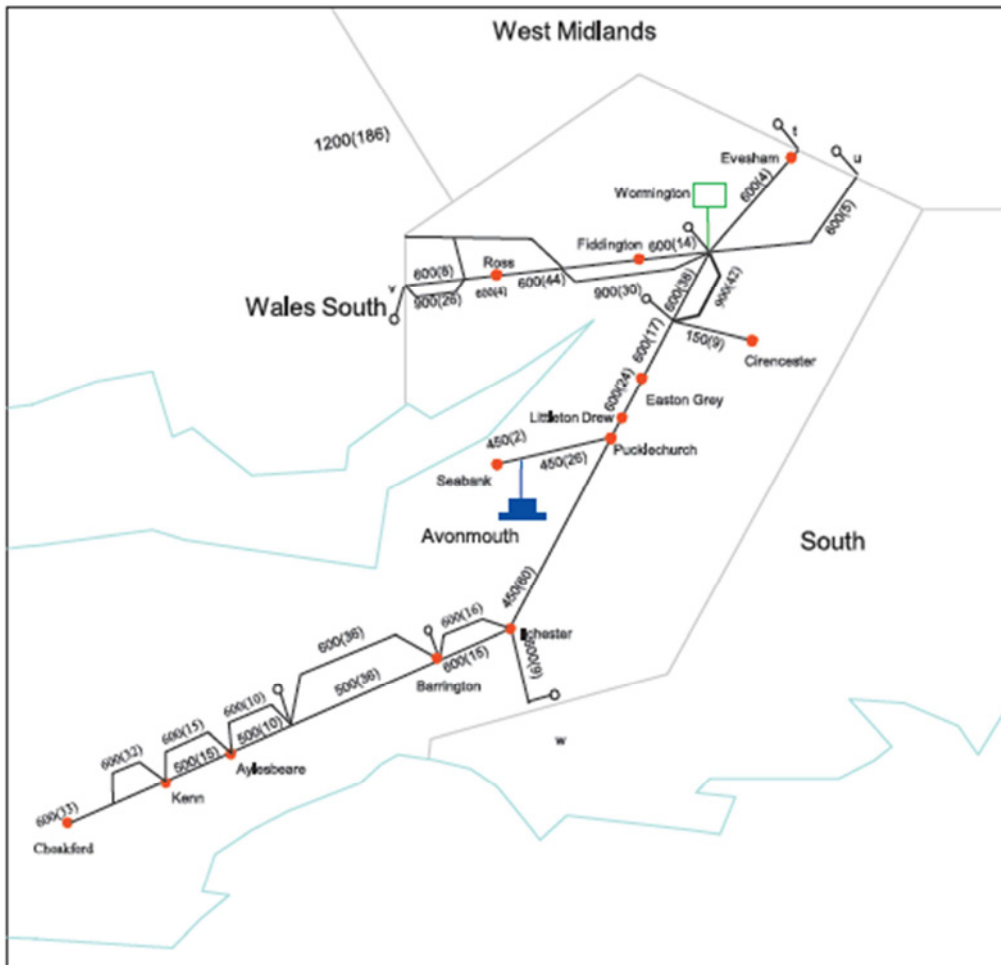 West Midlands
1200(186)
t
Evesham
u
600(4)
Wormington
600(5)
Fiddington
600(14)
Ross
600(8)
600(4)
600(44)
v
900(26)
900(30)
600(38)
900(42)
Wales South
600(17)
150(9)
Cirencester
600(24)
Easton Grey
Littleton Drew
450(2)
Pucklechurch
450(26)
Seabank
Avonmouth
South
450(60)
600(16)
Ilchester
600(38)
600(15)
600(9)
500(36)
Barrington
600(10)
600(15)
500(10)
w
600(32)
500(15)
Aylesbeare
Kenn
600(33)
Choakford